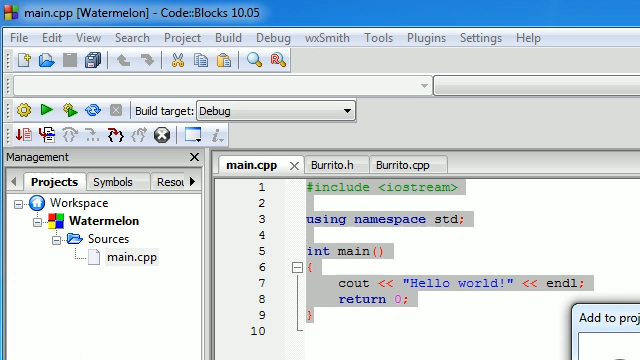 main.cpp [Watermelon] - Code::Blocks 10.05
File Edit View Search Project Build Debug wxSmith Tools Plugins Settings Help
Build target: Debug
Management
Projects Symbols Resou
main.cpp Burrito.h Burrito.cpp
Workspace
Watermelon
Sources
main.cpp
1 #include <iostream>
2
3 using namespace std;
4
5 int main()
6 {
7 cout << "Hello world!" << endl;
8 return 0;
9 }
10
Add to proj